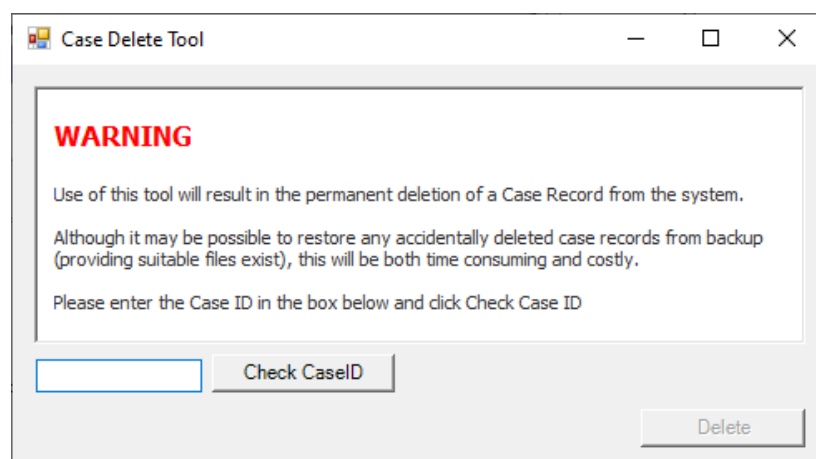 Case Delete Tool
WARNING
Use of this tool will result in the permanent deletion of a Case Record from the system.
Although it may be possible to restore any accidentally deleted case records from backup
(providing suitable files exist), this will be both time consuming and costly.
Please enter the Case ID in the box below and click Check Case ID
Check CaseID
Delete